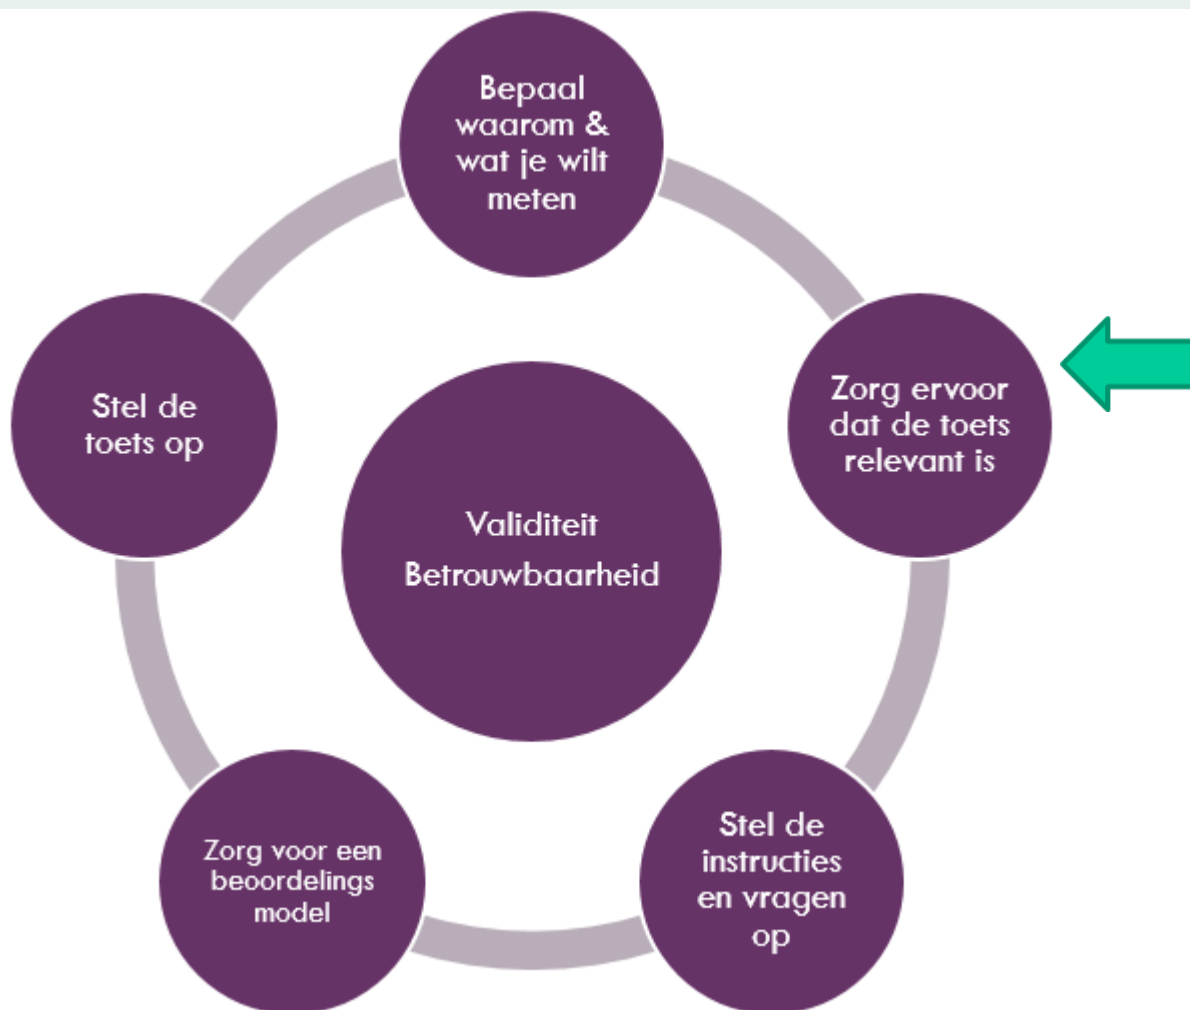 Bepaal
waarom &
wat je wilt
meten
Zorg ervoor
dat de toets
relevant is
Stel de
instructies
en vragen
op
Zorg voor een
beoordelings
model
Stel de
toets op
Validiteit
Betrouwbaarheid